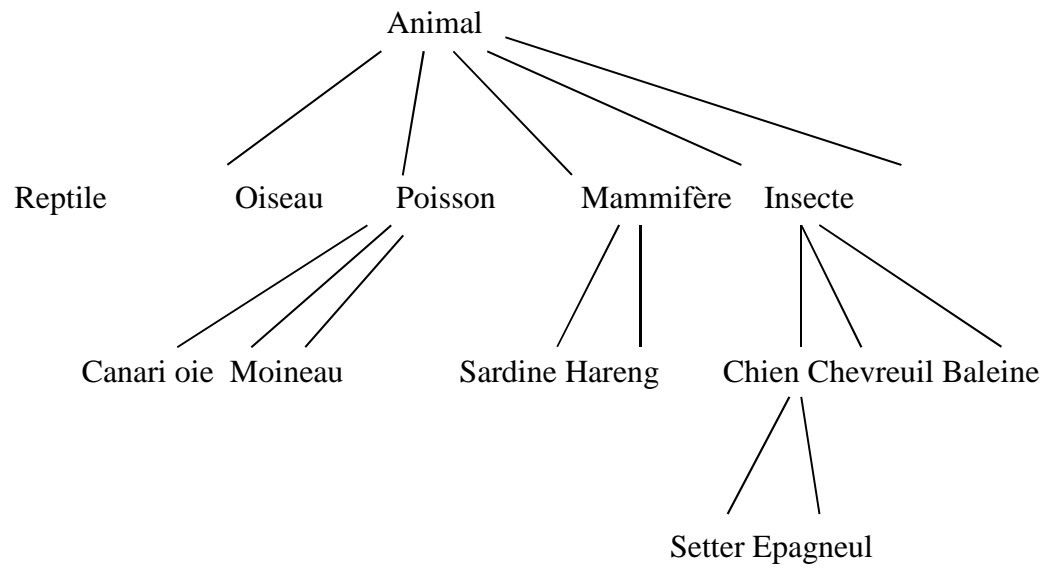 Animal
Reptile Oiseau Poisson Mammifère Insecte
Canari oie Moineau Sardine Hareng Chien Chevreuil Baleine
Setter Epagneul